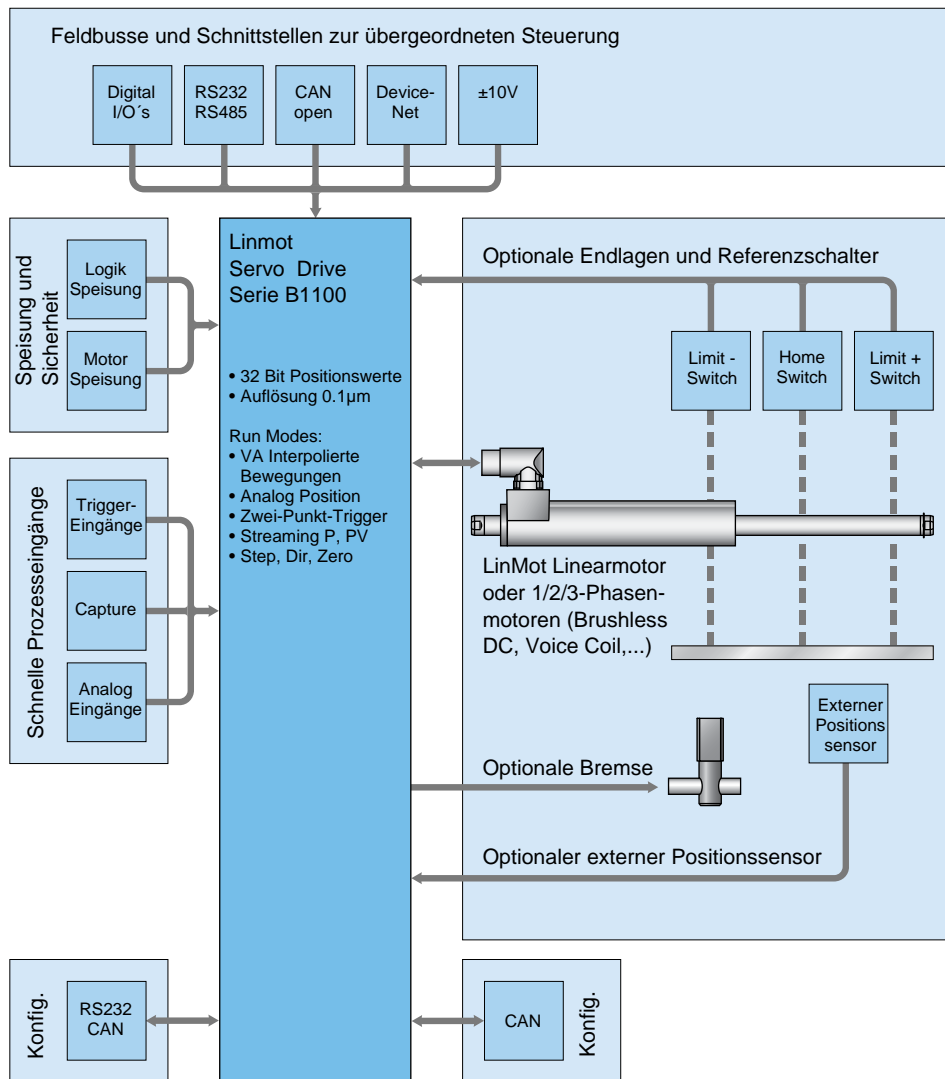 Feldbusse und Schnittstellen zur übergeordneten Steuerung
Digital
I/O´s
RS232
RS485
CAN
open
Device-
Net
±10V
Speisung und
Sicherheit
Logik
Speisung
Motor
Speisung
Schnelle Prozesseingänge
Trigger-
Eingänge
Capture
Analog
Eingänge
Konfig.
RS232
CAN
Linmot
Servo Drive
Serie B1100
• 32 Bit Positionswerte
• Auflösung 0.1µm
Run Modes:
• VA Interpolierte
Bewegungen
• Analog Position
• Zwei-Punkt-Trigger
• Streaming P, PV
• Step, Dir, Zero
Optionale Endlagen und Referenzschalter
Limit -
Switch
Home
Switch
Limit +
Switch
LinMot Linearmotor
oder 1/2/3-Phasen-
motoren (Brushless
DC, Voice Coil,...)
Externer
Positions
sensor
Optionale Bremse
Optionaler externer Positionssensor
CAN
Konfig.